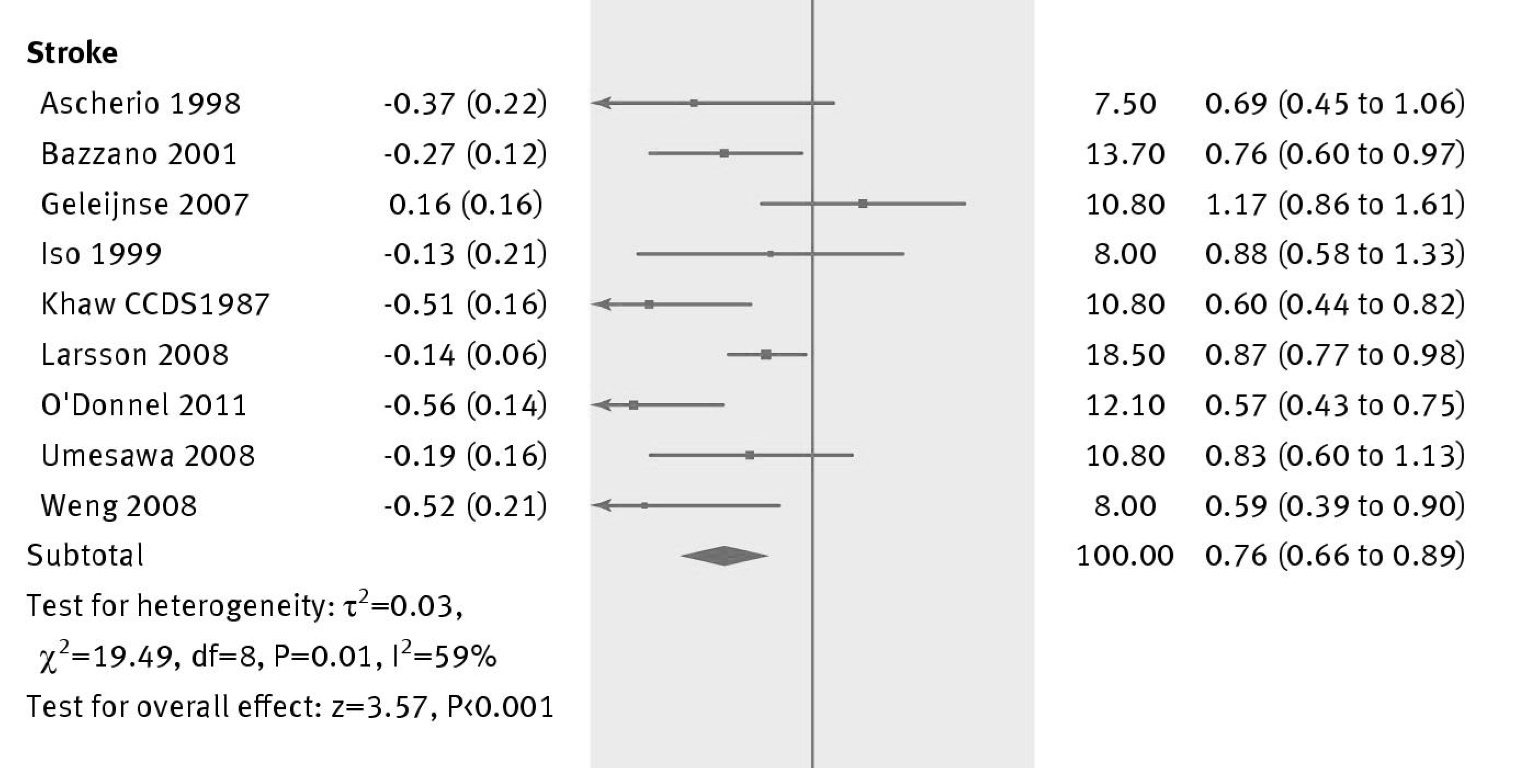 Stroke
Ascherio 1998 -0.37 (0.22) 7.50 0.69 (0.45 to 1.06)
Bazzano 2001 -0.27 (0.12) 13.70 0.76 (0.60 to 0.97)
Geleijnse 2007 0.16 (0.16) 10.80 1.17 (0.86 to 1.61)
Iso 1999 -0.13 (0.21) 8.00 0.88 (0.58 to 1.33)
Khaw CCDS1987 -0.51 (0.16) 10.80 0.60 (0.44 to 0.82)
Larsson 2008 -0.14 (0.06) 18.50 0.87 (0.77 to 0.98)
O'Donnel 2011 -0.56 (0.14) 12.10 0.57 (0.43 to 0.75)
Umesawa 2008 -0.19 (0.16) 10.80 0.83 (0.60 to 1.13)
Weng 2008 -0.52 (0.21) 8.00 0.59 (0.39 to 0.90)
Subtotal 100.00 0.76 (0.66 to 0.89)
Test for heterogeneity: τ²=0.03,
χ²=19.49, df=8, P=0.01, I²=59%
Test for overall effect: z=3.57, P<0.001